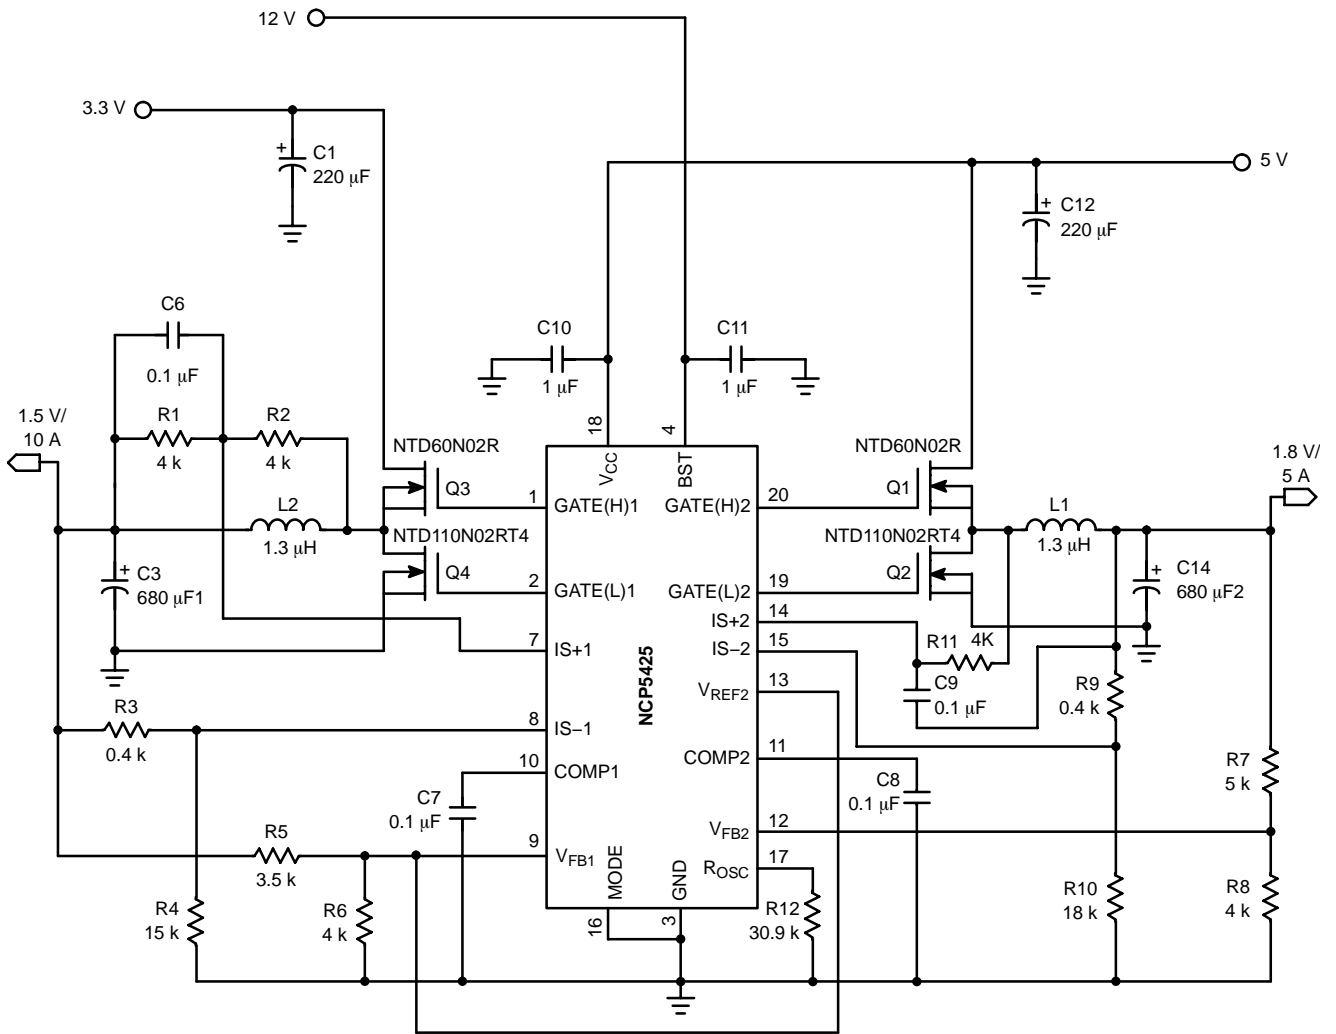 12 V
3.3 V
+
C1
220 μF
5 V
+
C12
220 μF
C6
0.1 μF
C10
1 μF
C11
1 μF
R1
4 k
R2
4 k
1.5 V/
10 A
18
4
NTD60N02R
Q3
VCC
BST
NTD60N02R
Q1
1.8 V/
5 A
1
GATE(H)1
GATE(H)2
20
L2
1.3 μH
L1
1.3 μH
NTD110N02RT4
Q4
NTD110N02RT4
Q2
+
C3
680 μF1
2
GATE(L)1
GATE(L)2
19
+
C14
680 μF2
IS+2
14
7
IS+1
IS−2
15
R11
4K
NCP5425
VREF2
13
C9
0.1 μF
R9
0.4 k
R3
0.4 k
8
IS−1
10
COMP1
COMP2
11
C7
0.1 μF
C8
0.1 μF
R7
5 k
VFB2
12
R5
3.5 k
9
VFB1
ROSC
17
MODE
GND
R4
15 k
R6
4 k
16
3
R12
30.9 k
R10
18 k
R8
4 k